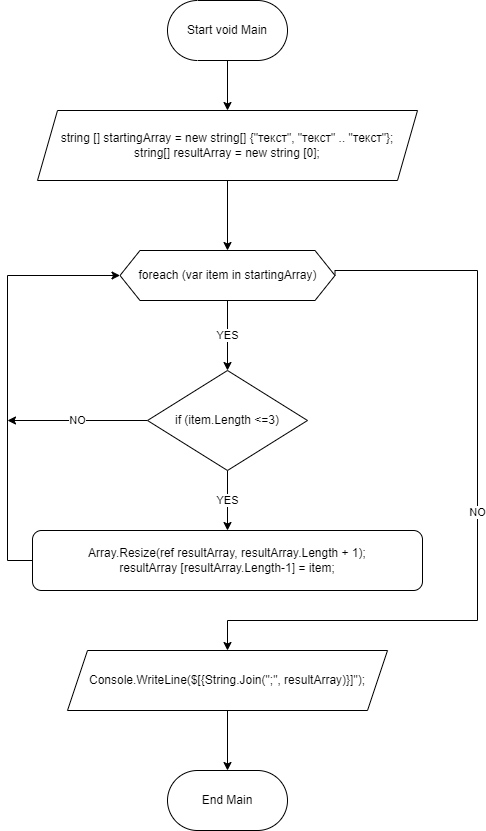 Start void Main
string [] startingArray = new string[] {"текст", "текст" .. "текст"};
string[] resultArray = new string [0];
foreach (var item in startingArray)
YES
if (item.Length <=3)
NO
YES
NO
Array.Resize(ref resultArray, resultArray.Length + 1);
resultArray [resultArray.Length-1] = item;
Console.WriteLine($[{String.Join(";", resultArray)}]");
End Main